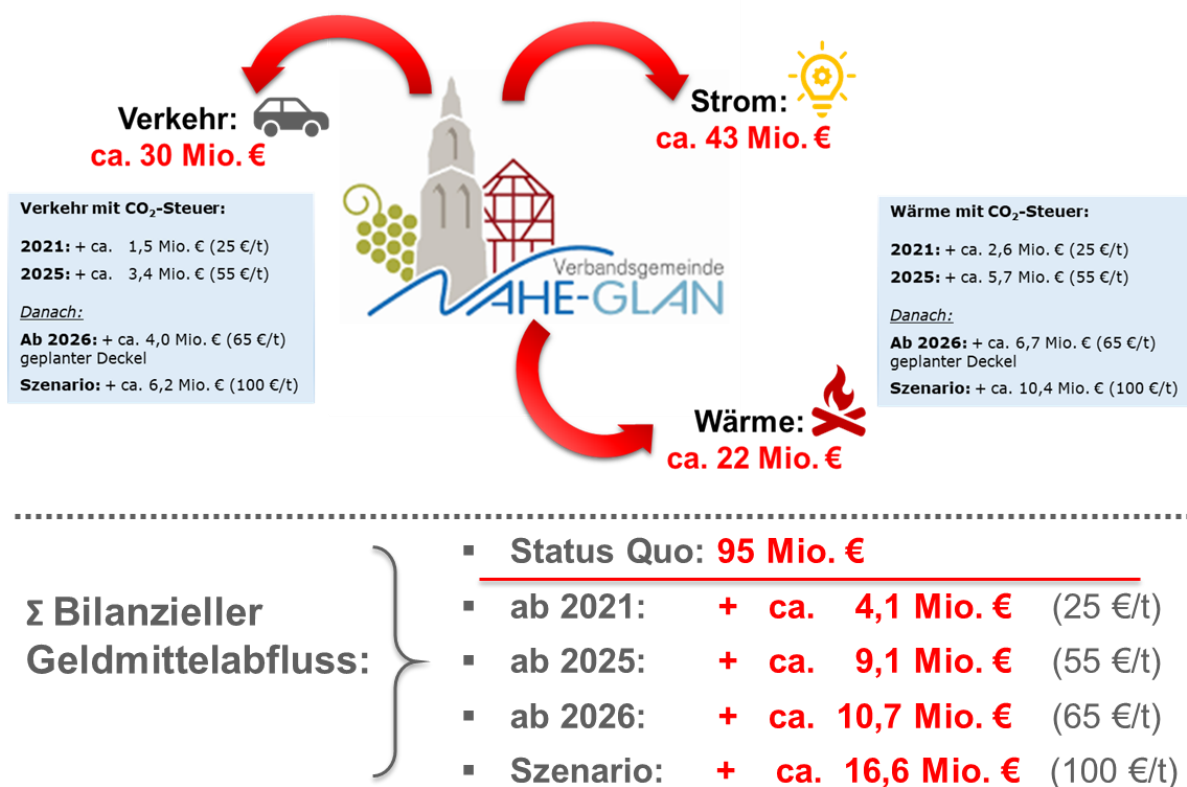 Verkehr:
ca. 30 Mio. €
Strom:
ca. 43 Mio. €
Verkehr mit CO₂-Steuer:
2021: + ca. 1,5 Mio. € (25 €/t)
2025: + ca. 3,4 Mio. € (55 €/t)
Danach:
Ab 2026: + ca. 4,0 Mio. € (65 €/t)
geplanter Deckel
Szenario: + ca. 6,2 Mio. € (100 €/t)
Verbandsgemeinde
NAHE-GLAN
Wärme mit CO₂-Steuer:
2021: + ca. 2,6 Mio. € (25 €/t)
2025: + ca. 5,7 Mio. € (55 €/t)
Danach:
Ab 2026: + ca. 6,7 Mio. € (65 €/t)
geplanter Deckel
Szenario: + ca. 10,4 Mio. € (100 €/t)
Wärme:
ca. 22 Mio. €
Σ Bilanzieller
Geldmittelabfluss:
▪ Status Quo: 95 Mio. €
▪ ab 2021: + ca. 4,1 Mio. € (25 €/t)
▪ ab 2025: + ca. 9,1 Mio. € (55 €/t)
▪ ab 2026: + ca. 10,7 Mio. € (65 €/t)
▪ Szenario: + ca. 16,6 Mio. € (100 €/t)